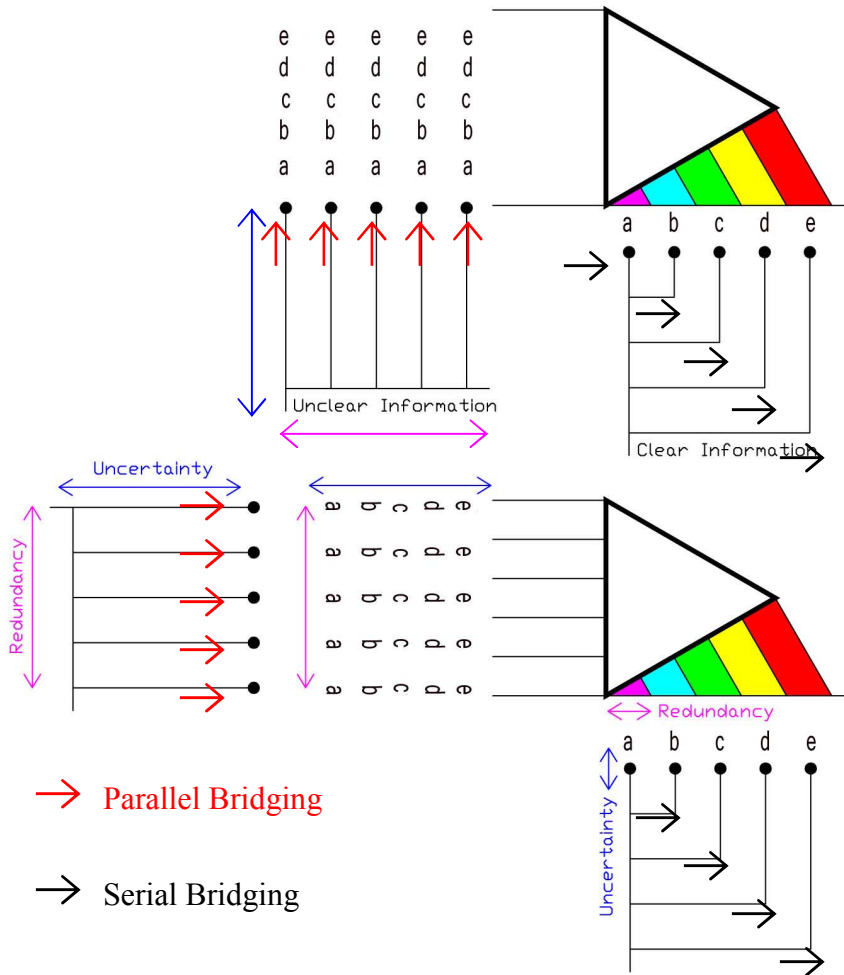 e e e e e
d d d d d
c c c c c
b b b b b
a a a a a
a b c d e
Unclear Information
Clear Information
Uncertainty
Redundancy
a b c d e
a b c d e
a b c d e
a b c d e
a b c d e
Redundancy
a b c d e
Uncertainty
Parallel Bridging
Serial Bridging